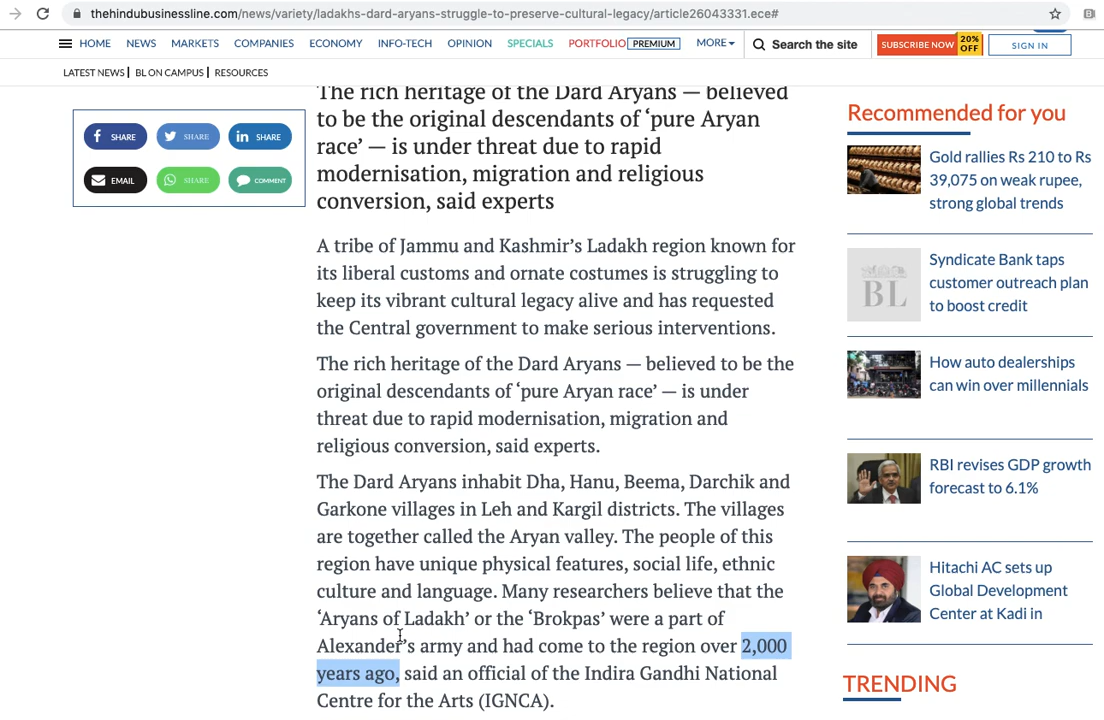 thehindubusinessline.com/news/variety/ladakhs-dard-aryans-struggle-to-preserve-cultural-legacy/article26043331.ece#
HOME NEWS MARKETS COMPANIES ECONOMY INFO-TECH OPINION SPECIALS PORTFOLIO PREMIUM MORE Search the site SUBSCRIBE NOW 20% OFF SIGN IN
LATEST NEWS | BL ON CAMPUS | RESOURCES
SHARE SHARE SHARE
EMAIL SHARE COMMENT
The rich heritage of the Dard Aryans — believed
to be the original descendants of ‘pure Aryan
race’ — is under threat due to rapid
modernisation, migration and religious
conversion, said experts
A tribe of Jammu and Kashmir’s Ladakh region known for
its liberal customs and ornate costumes is struggling to
keep its vibrant cultural legacy alive and has requested
the Central government to make serious interventions.
The rich heritage of the Dard Aryans — believed to be the
original descendants of ‘pure Aryan race’ — is under
threat due to rapid modernisation, migration and
religious conversion, said experts.
The Dard Aryans inhabit Dha, Hanu, Beema, Darchik and
Garkone villages in Leh and Kargil districts. The villages
are together called the Aryan valley. The people of this
region have unique physical features, social life, ethnic
culture and language. Many researchers believe that the
‘Aryans of Ladakh’ or the ‘Brokpas’ were a part of
Alexander’s army and had come to the region over 2,000
years ago, said an official of the Indira Gandhi National
Centre for the Arts (IGNCA).
Recommended for you
Gold rallies Rs 210 to Rs
39,075 on weak rupee,
strong global trends
BL
Syndicate Bank taps
customer outreach plan
to boost credit
How auto dealerships
can win over millennials
RBI revises GDP growth
forecast to 6.1%
Hitachi AC sets up
Global Development
Center at Kadi in
TRENDING